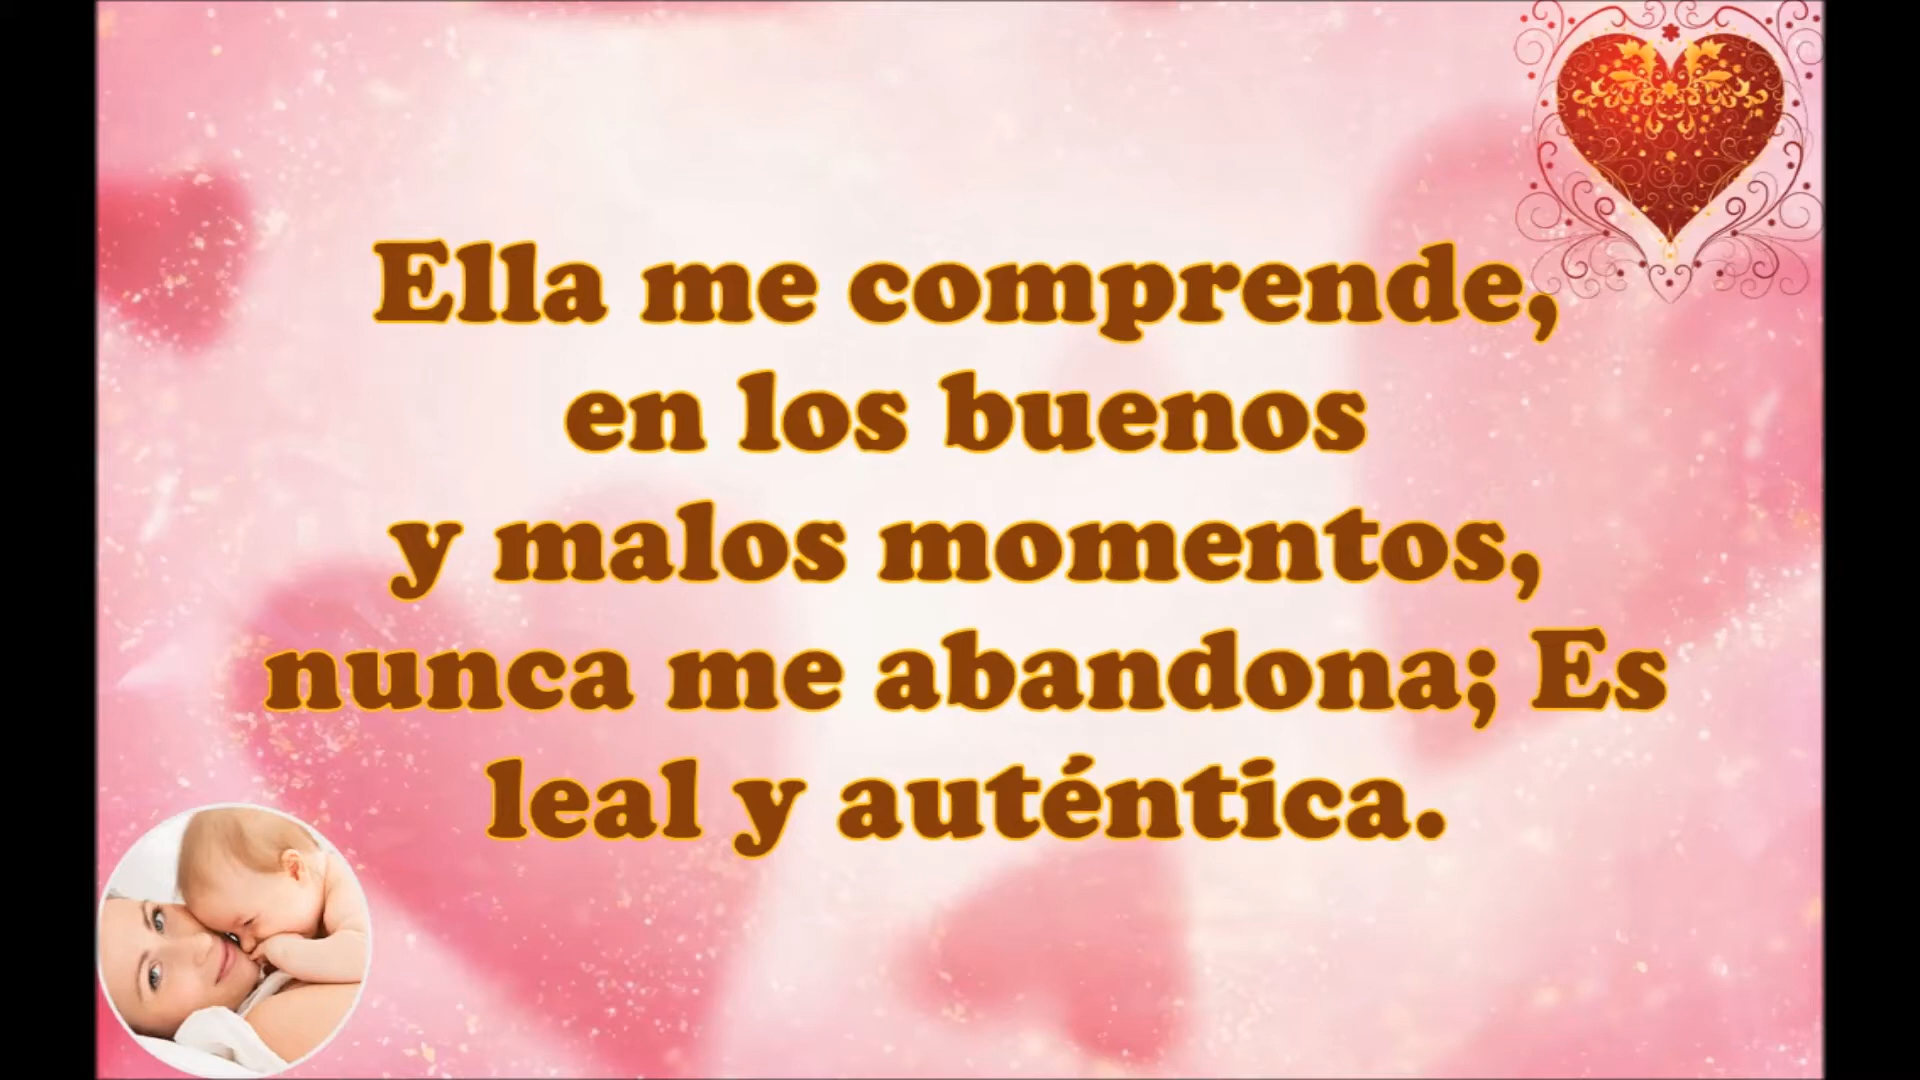 Ella me comprende,
en los buenos
y malos momentos,
nunca me abandona; Es
leal y auténtica.